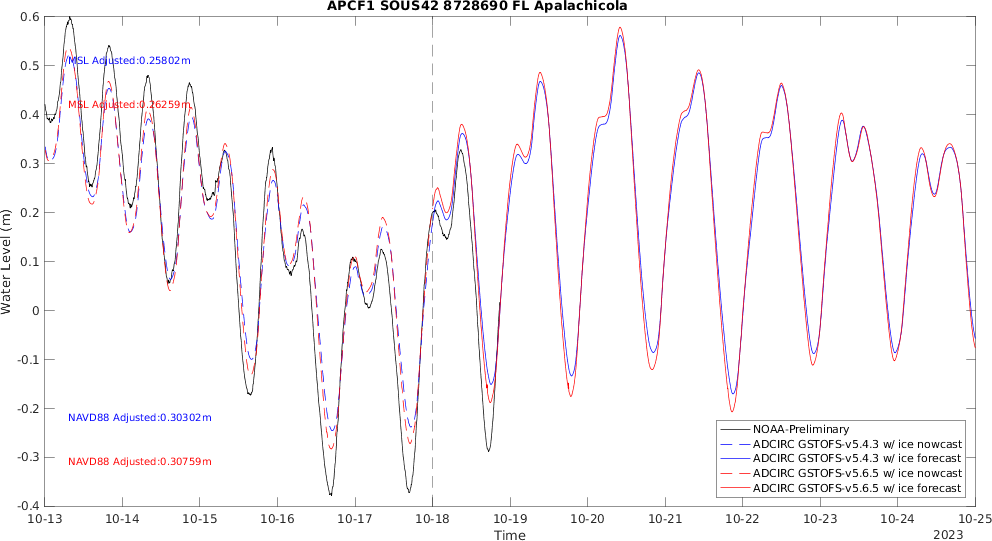 APCF1 SOUS42 8728690 FL Apalachicola
0.6
0.5
0.4
0.3
0.2
0.1
0
-0.1
-0.2
-0.3
-0.4
Water Level (m)
MSL Adjusted:0.25802m
MSL Adjusted:0.26259m
NAVD88 Adjusted:0.30302m
NAVD88 Adjusted:0.30759m
NOAA-Preliminary
ADCIRC GSTOFS-v5.4.3 w/ ice nowcast
ADCIRC GSTOFS-v5.4.3 w/ ice forecast
ADCIRC GSTOFS-v5.6.5 w/ ice nowcast
ADCIRC GSTOFS-v5.6.5 w/ ice forecast
10-13 10-14 10-15 10-16 10-17 10-18 10-19 10-20 10-21 10-22 10-23 10-24 10-25
Time
2023